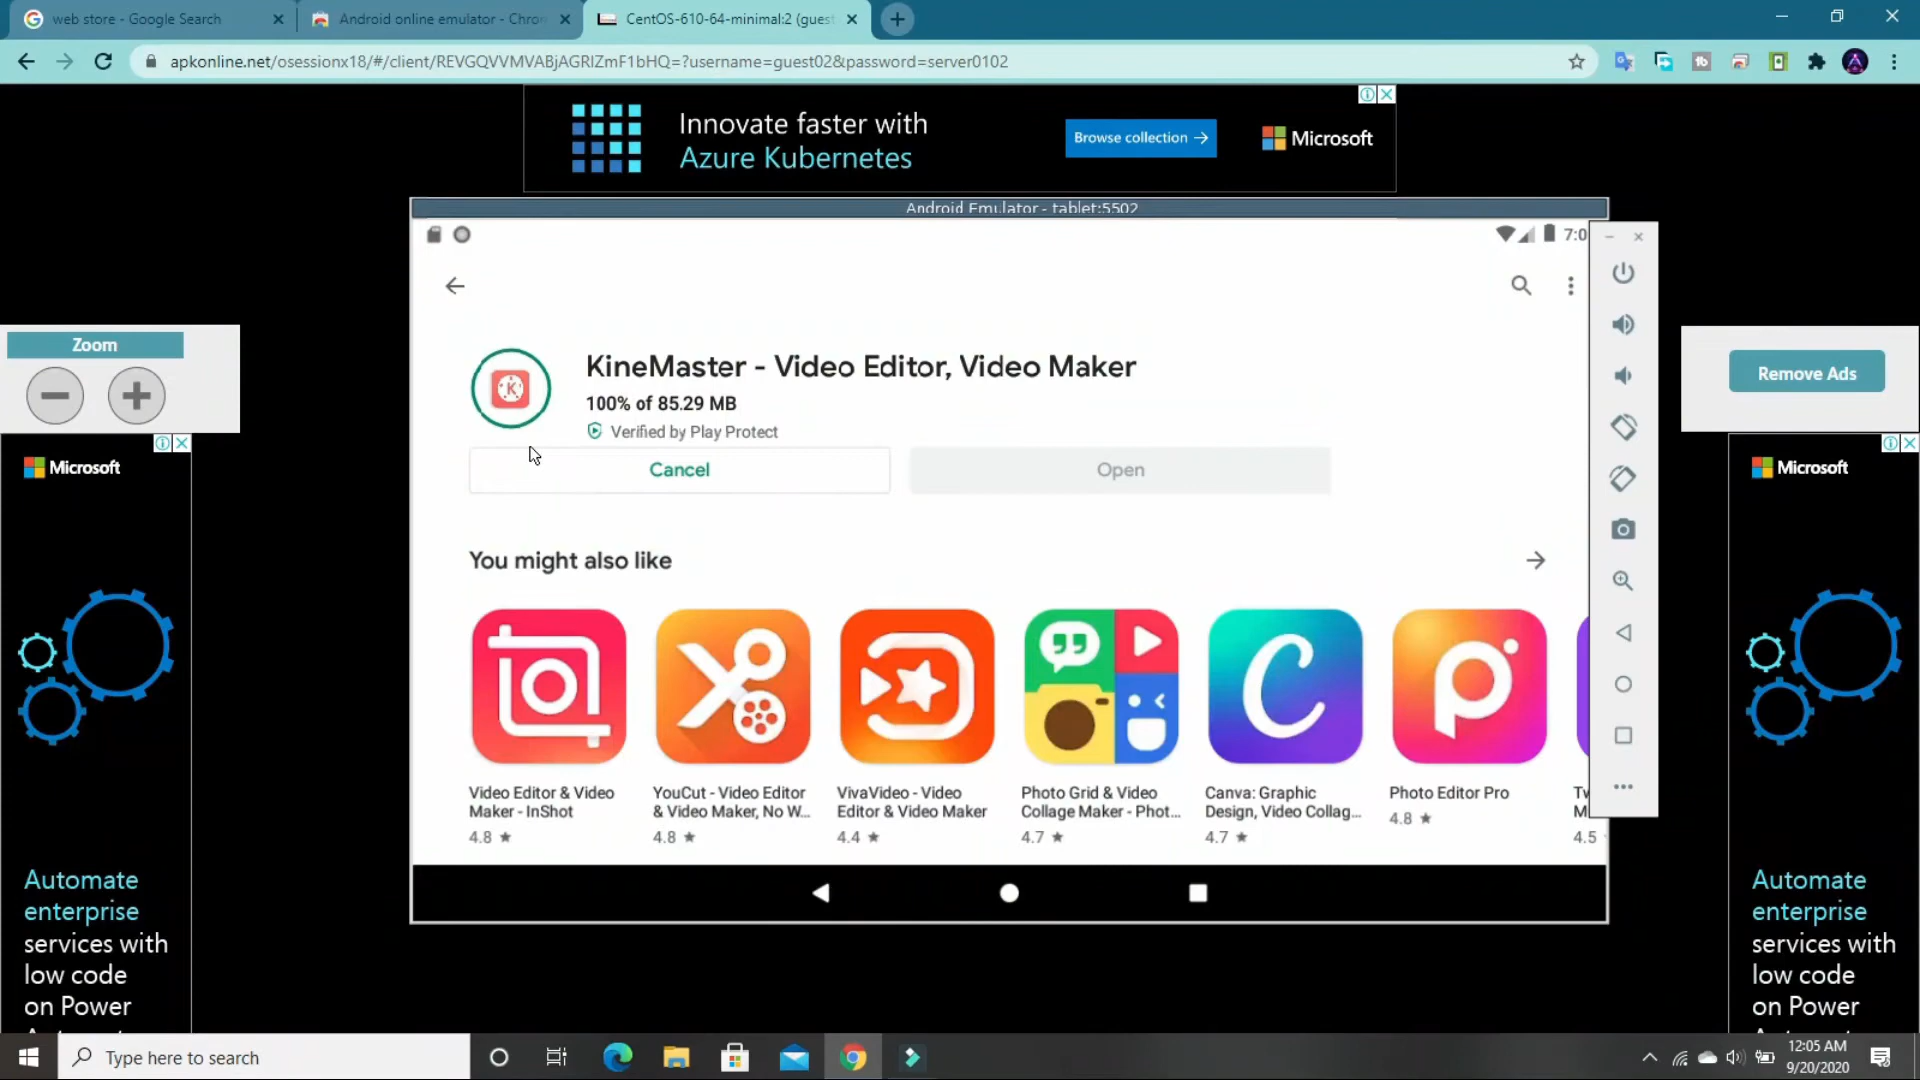 web store - Google Search
Android online emulator - Chro
CentOS-610-64-minimal:2 (gues
apkonline.net/osessionx18/#/client/REVGQVVMVABjAGRlZmF1bHQ=?username=guest02&password=server0102
Innovate faster with
Azure Kubernetes
Browse collection →
Microsoft
Android Emulator - tablet:5502
7:0
Zoom
Remove Ads
KineMaster - Video Editor, Video Maker
100% of 85.29 MB
Verified by Play Protect
Cancel
Open
You might also like
Video Editor & Video
Maker - InShot
4.8 ★
YouCut - Video Editor
& Video Maker, No W...
4.8 ★
VivaVideo - Video
Editor & Video Maker
4.4 ★
Photo Grid & Video
Collage Maker - Phot...
4.7 ★
Canva: Graphic
Design, Video Collag...
4.7 ★
Photo Editor Pro
4.8 ★
Tv
M
4.5
Microsoft
Automate
enterprise
services with
low code
on Power
Microsoft
Automate
enterprise
services with
low code
on Power
Type here to search
12:05 AM
9/20/2020